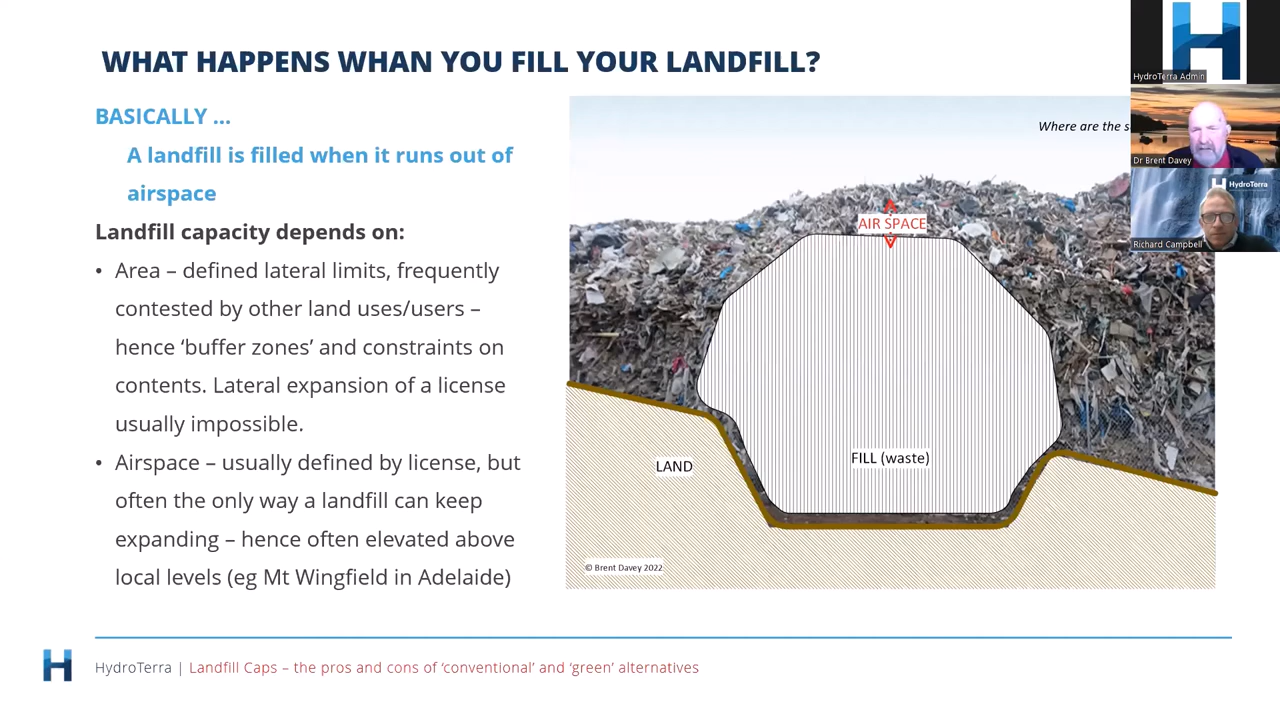 WHAT HAPPENS WHAN YOU FILL YOUR LANDFILL?
BASICALLY ...
A landfill is filled when it runs out of
airspace
Landfill capacity depends on:
• Area – defined lateral limits, frequently
contested by other land uses/users –
hence ‘buffer zones’ and constraints on
contents. Lateral expansion of a license
usually impossible.
• Airspace – usually defined by license, but
often the only way a landfill can keep
expanding – hence often elevated above
local levels (eg Mt Wingfield in Adelaide)
Where are the
AIR SPACE
LAND
FILL (waste)
© Brent Davey 2022
HydroTerra Admin
Dr Brent Davey
HydroTerra
Richard Campbell
HydroTerra | Landfill Caps – the pros and cons of ‘conventional’ and ‘green’ alternatives